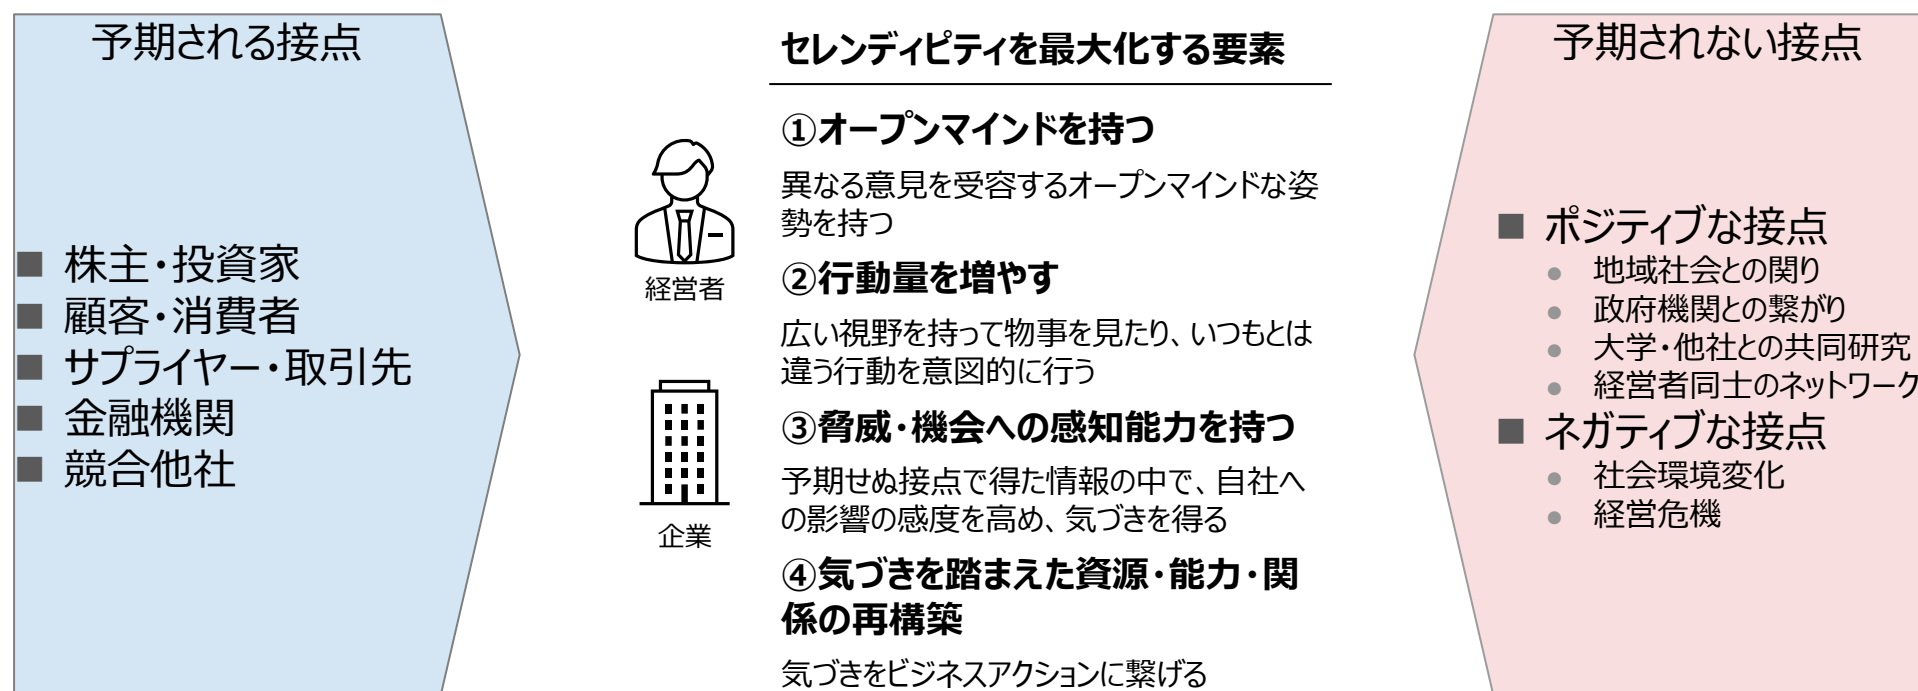 予期される接点
■ 株主・投資家
■ 顧客・消費者
■ サプライヤー・取引先
■ 金融機関
■ 競合他社
経営者
企業
セレンディピティを最大化する要素
①オープンマインドを持つ
異なる意見を受容するオープンマインドな姿
勢を持つ
②行動量を増やす
広い視野を持って物事を見たり、いつもとは
違う行動を意図的に行う
③脅威・機会への感知能力を持つ
予期せぬ接点で得た情報の中で、自社へ
の影響の感度を高め、気づきを得る
④気づきを踏まえた資源・能力・関
係の再構築
気づきをビジネスアクションに繋げる
予期されない接点
■ ポジティブな接点
● 地域社会との関り
● 政府機関との繋がり
● 大学・他社との共同研究
● 経営者同士のネットワーク
■ ネガティブな接点
● 社会環境変化
● 経営危機